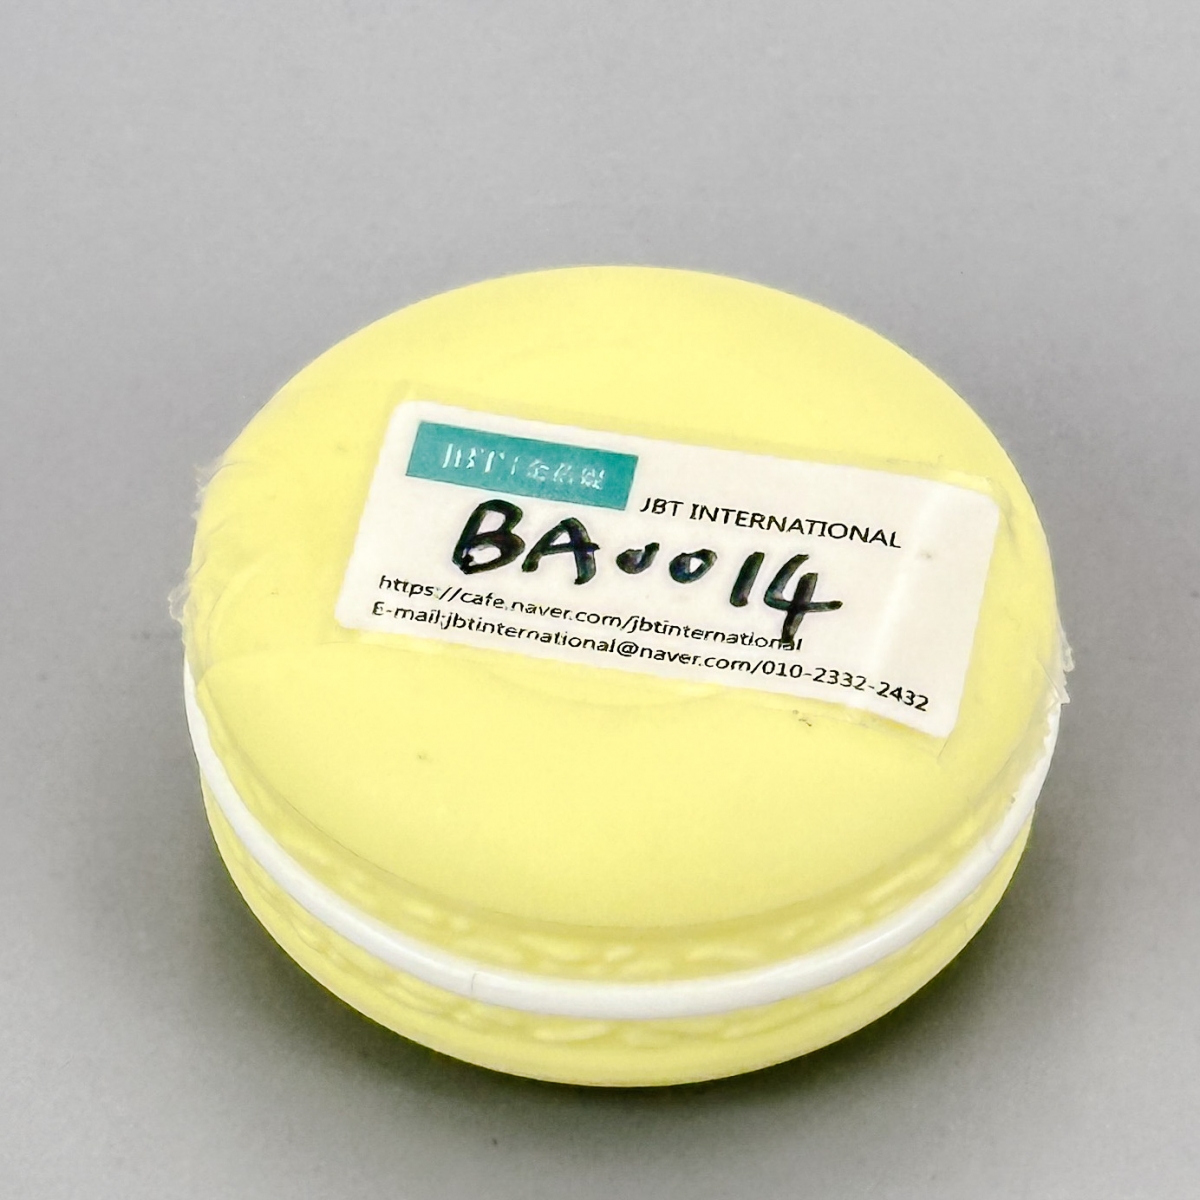 JBT
JBT INTERNATIONAL
BA0014
https://cafe.naver.com/jbtinternational
E-mail:jbtinternational@naver.com/010-2332-2432